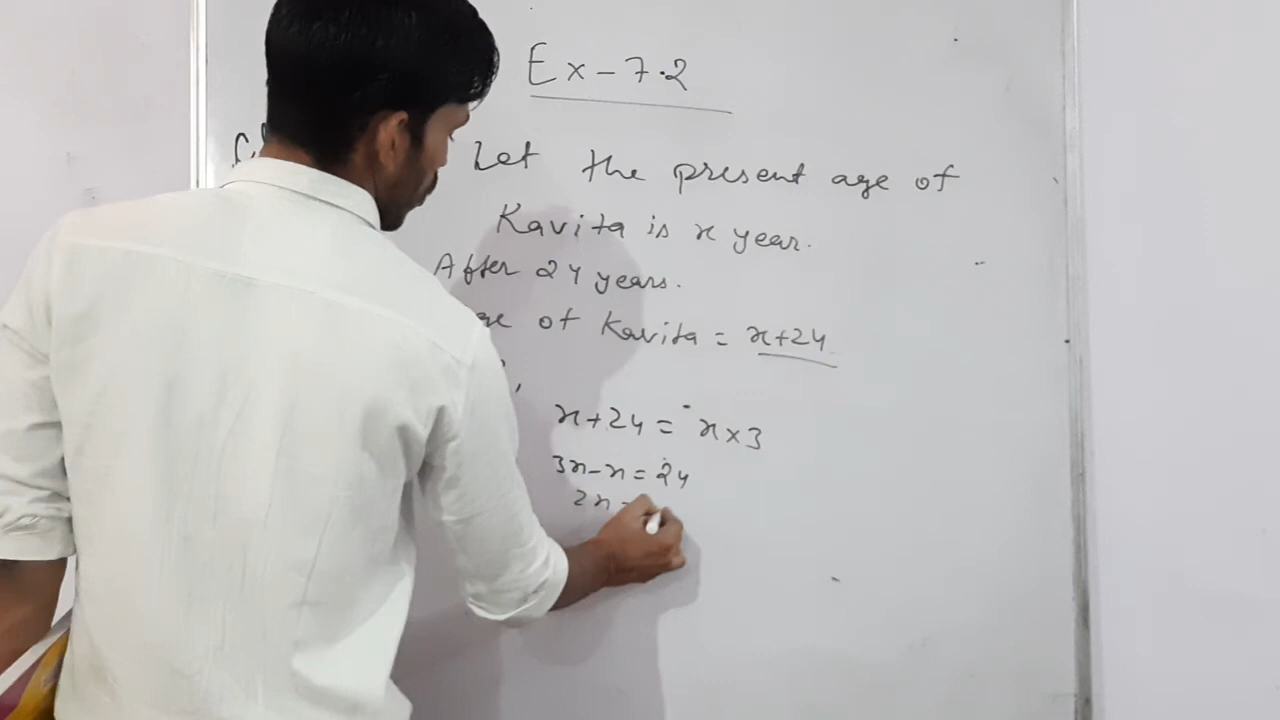 Ex-7.2
Let the present age of
Kavita is x year.
After 24 years.
of Kavita = x+24
x+24 = x×3
3x-x=24
2x